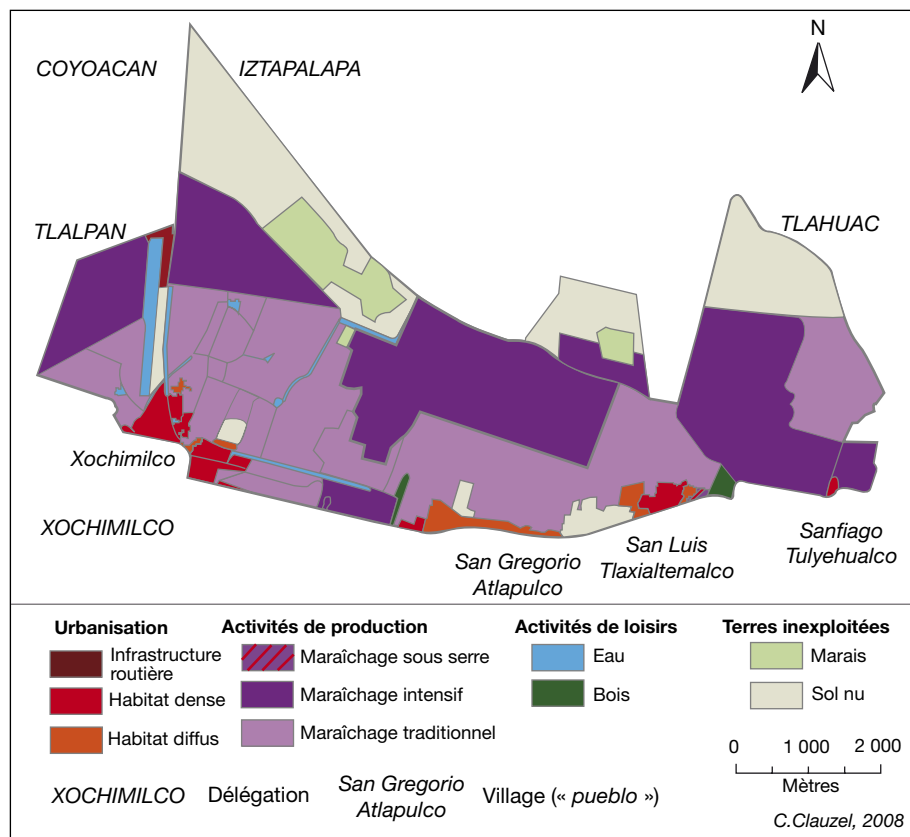 N
COYOACAN
IZTAPALAPA
TLALPAN
TLAHUAC
Xochimilco
XOCHIMILCO
San Gregorio
Atlapulco
San Luis
Tlaxialtemalco
Sanfiago
Tulyehualco
Urbanisation
Infrastructure
routière
Habitat dense
Habitat diffus
Activités de production
Maraîchage sous serre
Maraîchage intensif
Maraîchage traditionnel
Activités de loisirs
Eau
Bois
Terres inexploitées
Marais
Sol nu
0 1 000 2 000
Mètres
XOCHIMILCO Délégation
San Gregorio
Atlapulco
Village (« pueblo »)
C.Clauzel, 2008